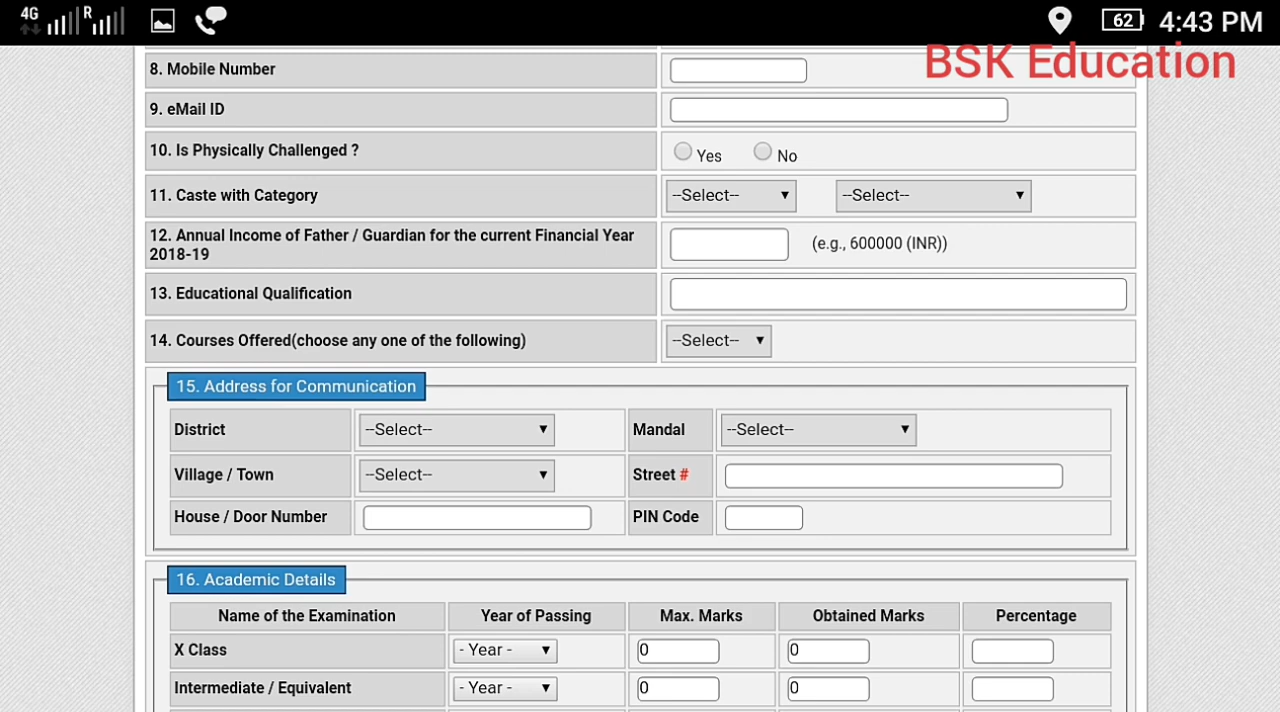 4G R 62 4:43 PM
BSK Education
8. Mobile Number
9. eMail ID
10. Is Physically Challenged ? Yes No
11. Caste with Category --Select-- --Select--
12. Annual Income of Father / Guardian for the current Financial Year
2018-19 (e.g., 600000 (INR))
13. Educational Qualification
14. Courses Offered(choose any one of the following) --Select--
15. Address for Communication
District --Select-- Mandal --Select--
Village / Town --Select-- Street #
House / Door Number PIN Code
16. Academic Details
Name of the Examination Year of Passing Max. Marks Obtained Marks Percentage
X Class - Year - 0 0
Intermediate / Equivalent - Year - 0 0